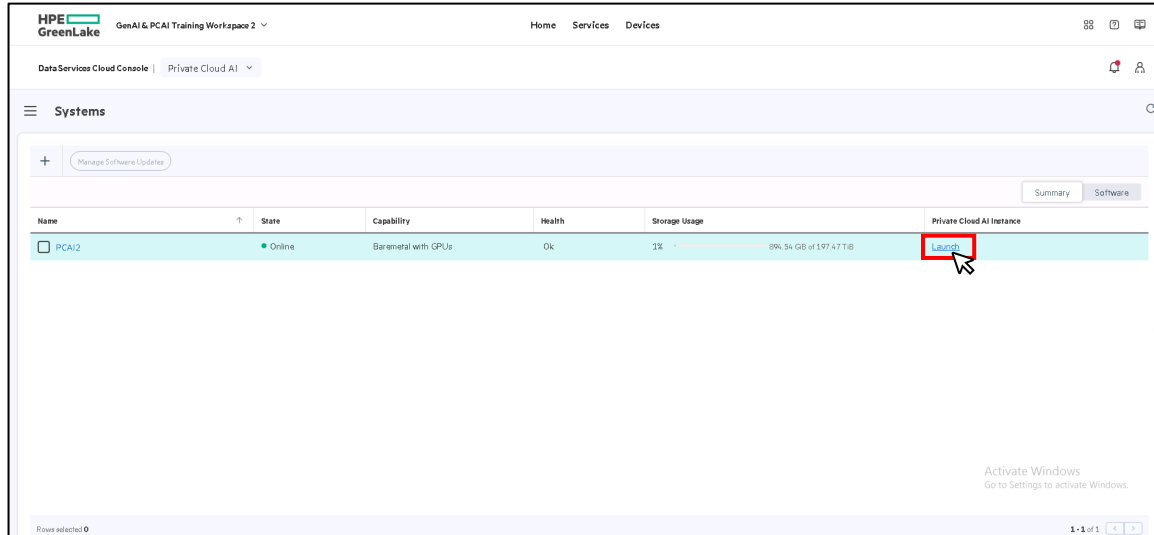 HPE
GreenLake
GenAI & PCAI Training Workspace 2
Home Services Devices
Data Services Cloud Console | Private Cloud AI
Systems
+ Manage Software Updates
Summary Software
Name State Capability Health Storage Usage Private Cloud AI Instance
PCAI2 Online Baremetal with GPUs Ok 1% 894.54 GB of 197.47 TiB Launch
Activate Windows
Go to Settings to activate Windows.
Rows selected 0 1 - 1 of 1